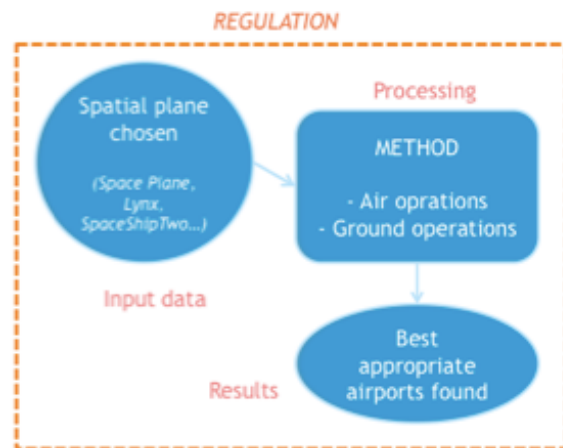 REGULATION
Spatial plane
chosen
(Space Plane,
Lynx,
SpaceShipTwo...)
Input data
Processing
METHOD
- Air oprations
- Ground operations
Best
appropriate
airports found
Results